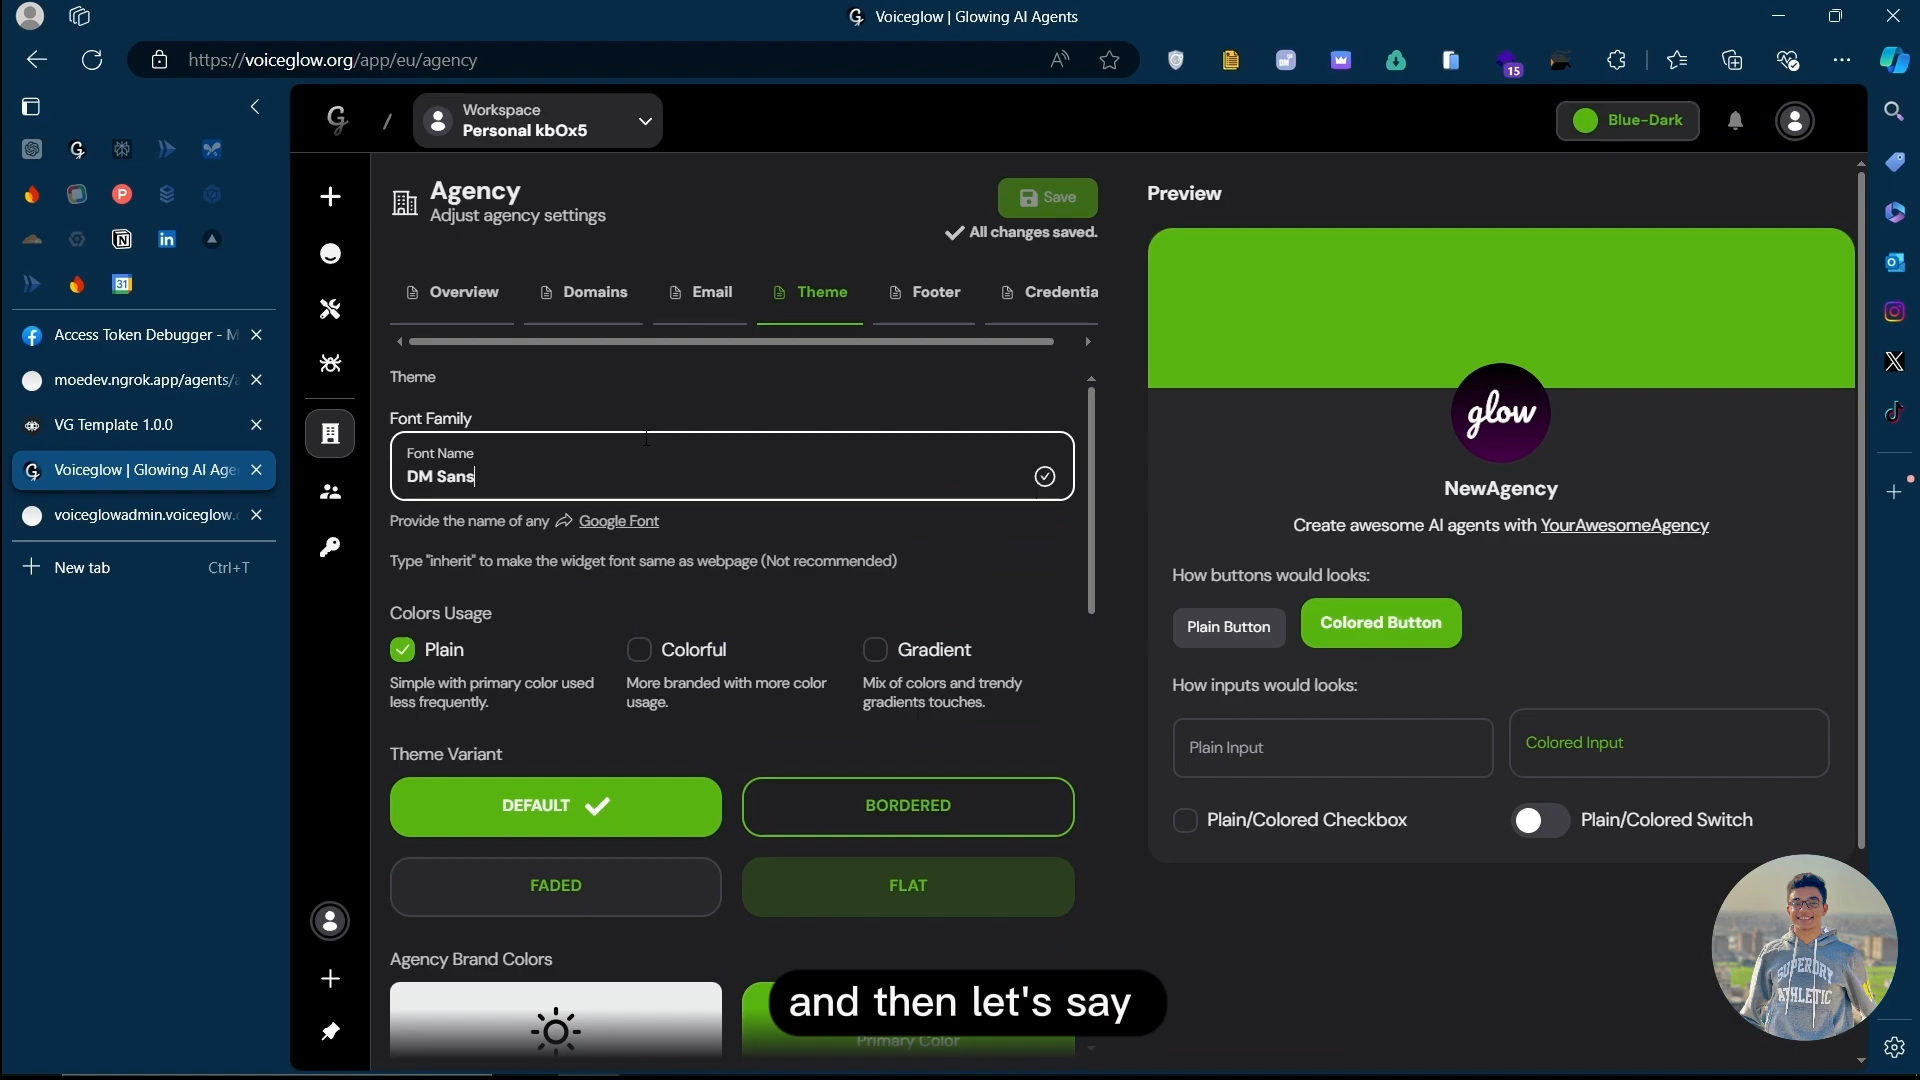 Voiceglow | Glowing AI Agents
https://voiceglow.org/app/eu/agency
15
Workspace
Personal kbOx5
Blue-Dark
31
Access Token Debugger - M
moedev.ngrok.app/agents/a
VG Template 1.0.0
Voiceglow | Glowing AI Age
voiceglowadmin.voiceglow.c
New tab
Ctrl+T
Agency
Adjust agency settings
Save
All changes saved.
Overview
Domains
Email
Theme
Footer
Credentia
Theme
Font Family
Font Name
DM Sans
Provide the name of any
Google Font
Type "inherit" to make the widget font same as webpage (Not recommended)
Colors Usage
Plain
Colorful
Gradient
Simple with primary color used
less frequently.
More branded with more color
usage.
Mix of colors and trendy
gradients touches.
Theme Variant
DEFAULT
BORDERED
FADED
FLAT
Agency Brand Colors
Primary Color
Preview
glow
NewAgency
Create awesome AI agents with YourAwesomeAgency
How buttons would looks:
Plain Button
Colored Button
How inputs would looks:
Plain Input
Colored Input
Plain/Colored Checkbox
Plain/Colored Switch
SUPERDRY
ATHLETIC
and then let's say